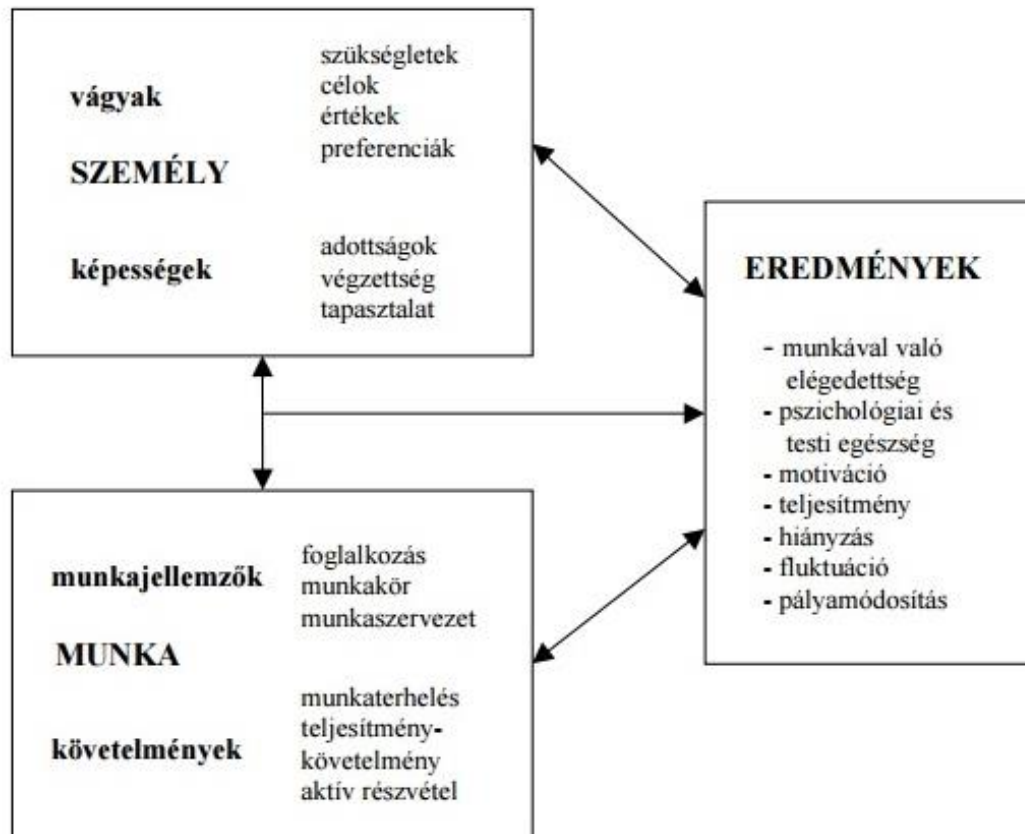 vágyak
SZEMÉLY
képességek
szükségletek
célok
értékek
preferenciák
adottságok
végzettség
tapasztalat
munkajellemzők
MUNKA
követelmények
foglalkozás
munkakör
munkaszervezet
munkaterhelés
teljesítmény-
követelmény
aktív részvétel
EREDMÉNYEK
- munkával való
elégedettség
- pszichológiai és
testi egészség
- motiváció
- teljesítmény
- hiányzás
- fluktuáció
- pályamódosítás